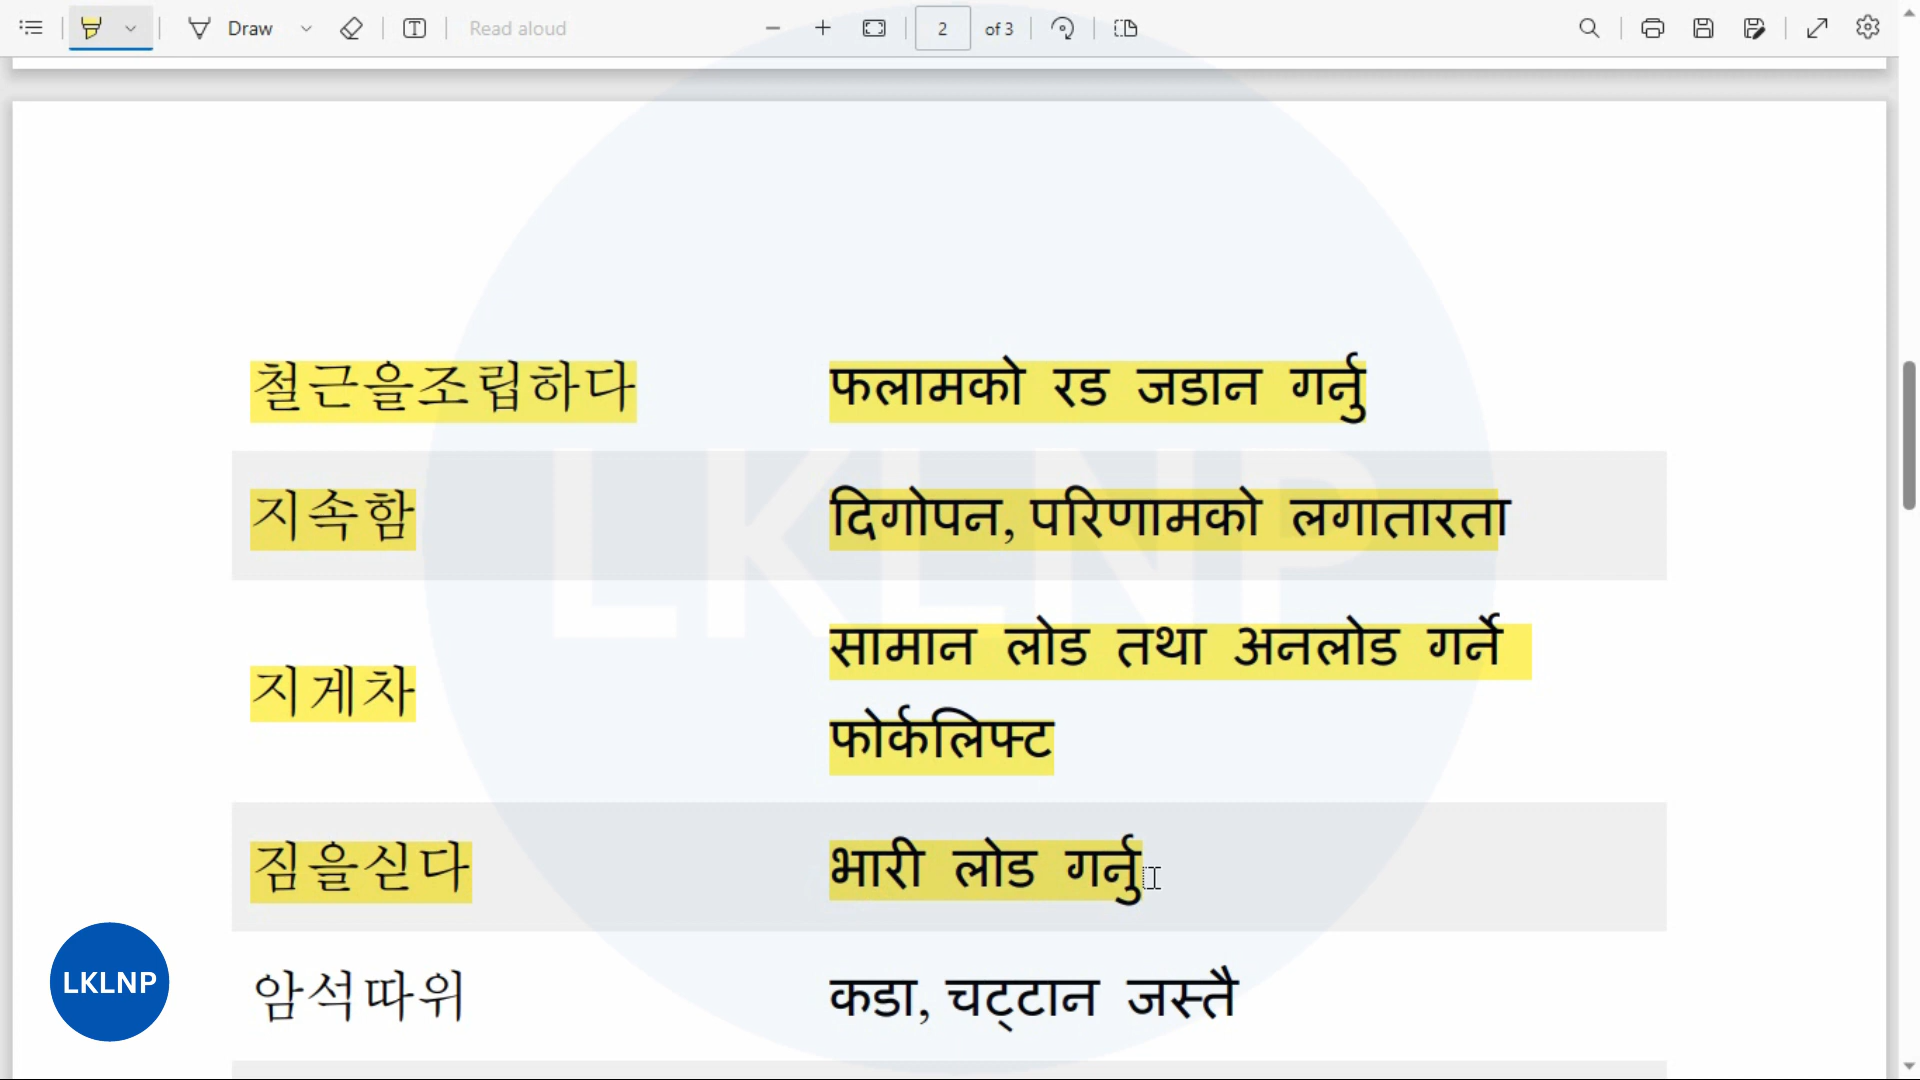 Draw
Read aloud
2 of 3
철근을조립하다 फलामको रड जडान गर्नु
지속함 दिगोपन, परिणामको लगातारता
지게차 सामान लोड तथा अनलोड गर्ने
फोर्कलिफ्ट
짐을싣다 भारी लोड गर्नु
암석따위 कडा, चट्टान जस्तै
LKLNP
LKLNP